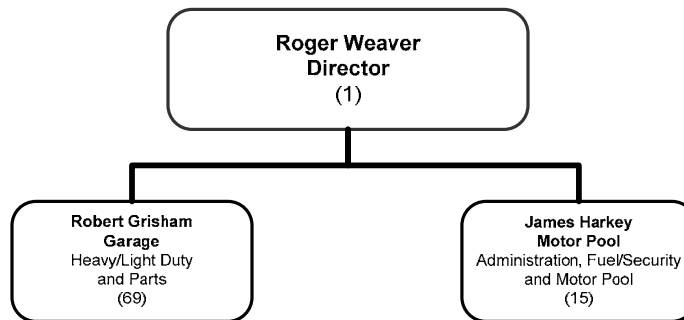 Roger Weaver
Director
(1)
Robert Grisham
Garage
Heavy/Light Duty
and Parts
(69)
James Harkey
Motor Pool
Administration, Fuel/Security
and Motor Pool
(15)